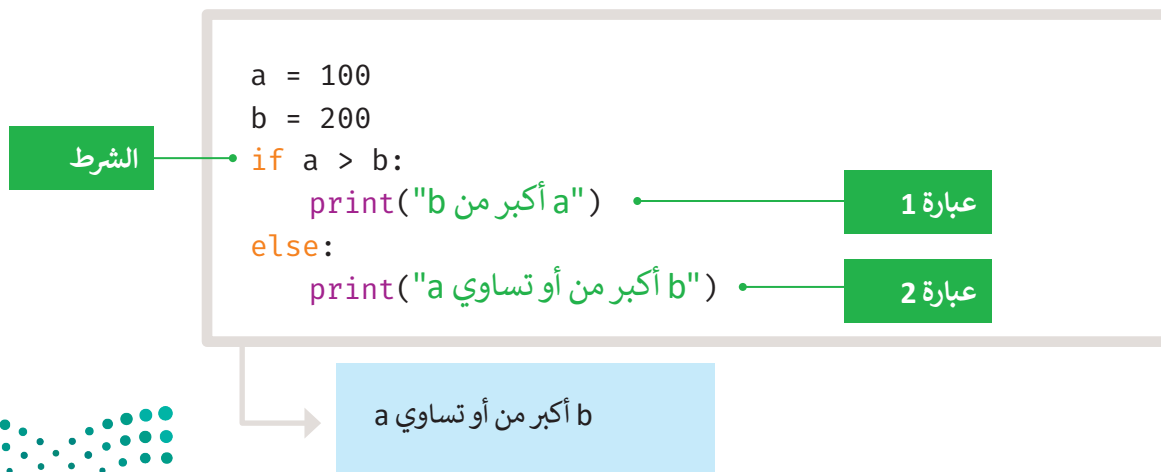 a = 100
b = 200
الشرط
if a > b:
print("a أكبر من b")
عبارة 1
else:
print("b أكبر من أو تساوي a")
عبارة 2
b أكبر من أو تساوي a